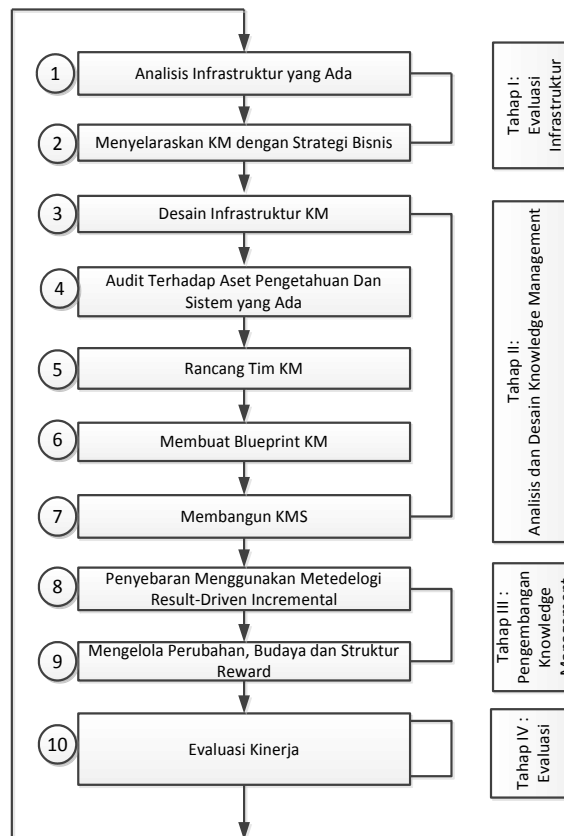 1
Analisis Infrastruktur yang Ada
2
Menyelaraskan KM dengan Strategi Bisnis
Tahap I:
Evaluasi
Infrastruktur
3
Desain Infrastruktur KM
4
Audit Terhadap Aset Pengetahuan Dan
Sistem yang Ada
5
Rancang Tim KM
6
Membuat Blueprint KM
7
Membangun KMS
Tahap II:
Analisis dan Desain Knowledge Management
8
Penyebaran Menggunakan Metedelogi
Result-Driven Incremental
9
Mengelola Perubahan, Budaya dan Struktur
Reward
Tahap III :
Pengembangan
Knowledge
Management
10
Evaluasi Kinerja
Tahap IV :
Evaluasi